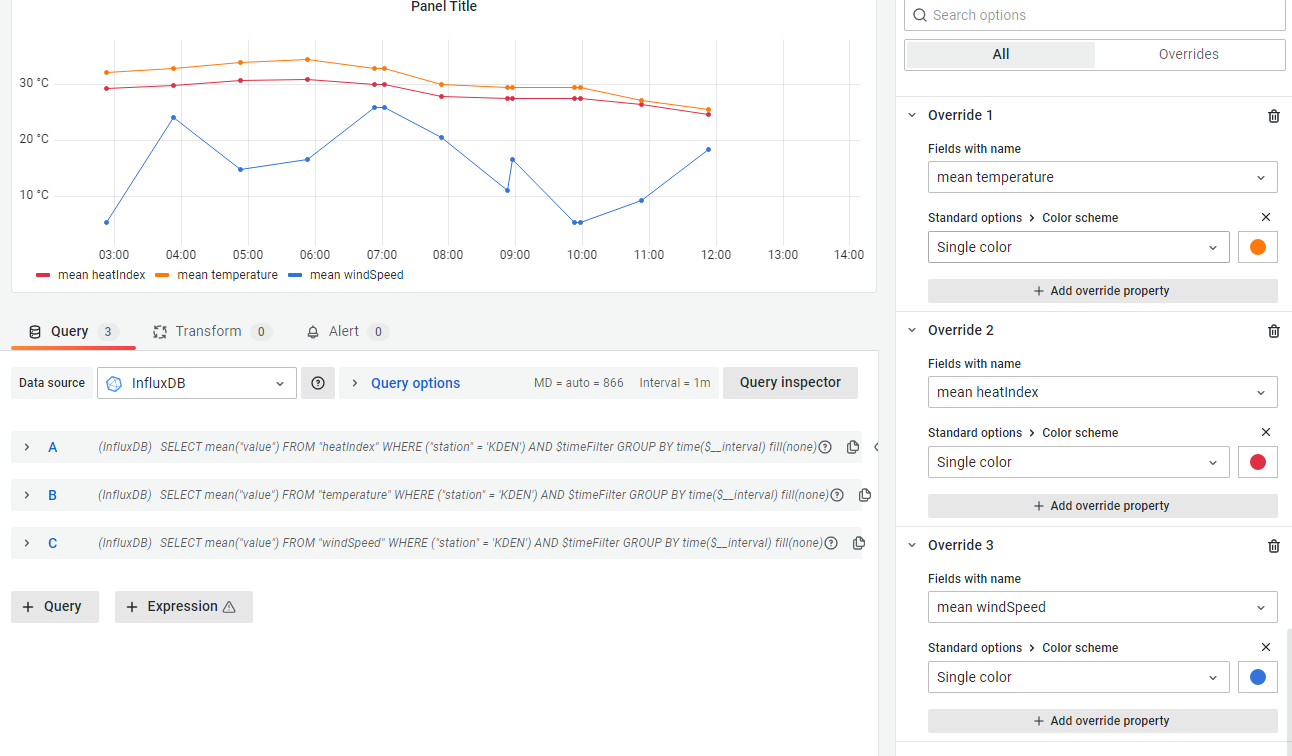 Panel Title
30 °C
20 °C
10 °C
03:00 04:00 05:00 06:00 07:00 08:00 09:00 10:00 11:00 12:00 13:00 14:00
mean heatIndex mean temperature mean windSpeed
Query 3 Transform 0 Alert 0
Data source InfluxDB Query options MD = auto = 866 Interval = 1m Query inspector
A (InfluxDB) SELECT mean("value") FROM "heatIndex" WHERE ("station" = 'KDEN') AND $timeFilter GROUP BY time($__interval) fill(none)
B (InfluxDB) SELECT mean("value") FROM "temperature" WHERE ("station" = 'KDEN') AND $timeFilter GROUP BY time($__interval) fill(none)
C (InfluxDB) SELECT mean("value") FROM "windSpeed" WHERE ("station" = 'KDEN') AND $timeFilter GROUP BY time($__interval) fill(none)
+ Query + Expression
Search options
All Overrides
Override 1
Fields with name
mean temperature
Standard options > Color scheme
Single color
+ Add override property
Override 2
Fields with name
mean heatIndex
Standard options > Color scheme
Single color
+ Add override property
Override 3
Fields with name
mean windSpeed
Standard options > Color scheme
Single color
+ Add override property